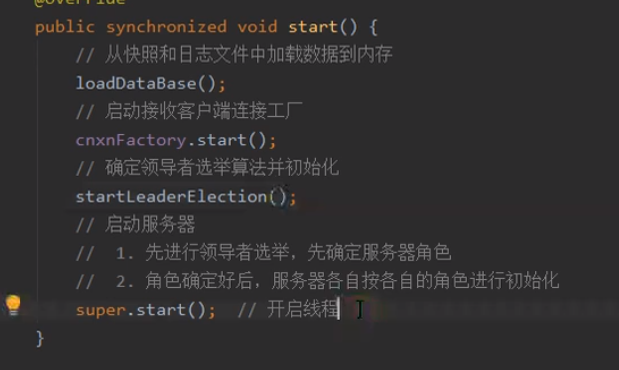 @Override
public synchronized void start() {
// 从快照和日志文件中加载数据到内存
loadDataBase();
// 启动接收客户端连接工厂
cnxnFactory.start();
// 确定领导者选举算法并初始化
startLeaderElection();
// 启动服务器
//  1. 先进行领导者选举，先确定服务器角色
//  2. 角色确定好后，服务器各自按各自的角色进行初始化
super.start();  // 开启线程
}